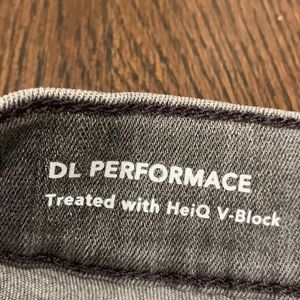 DL PERFORMACE
Treated with HeiQ V-Block